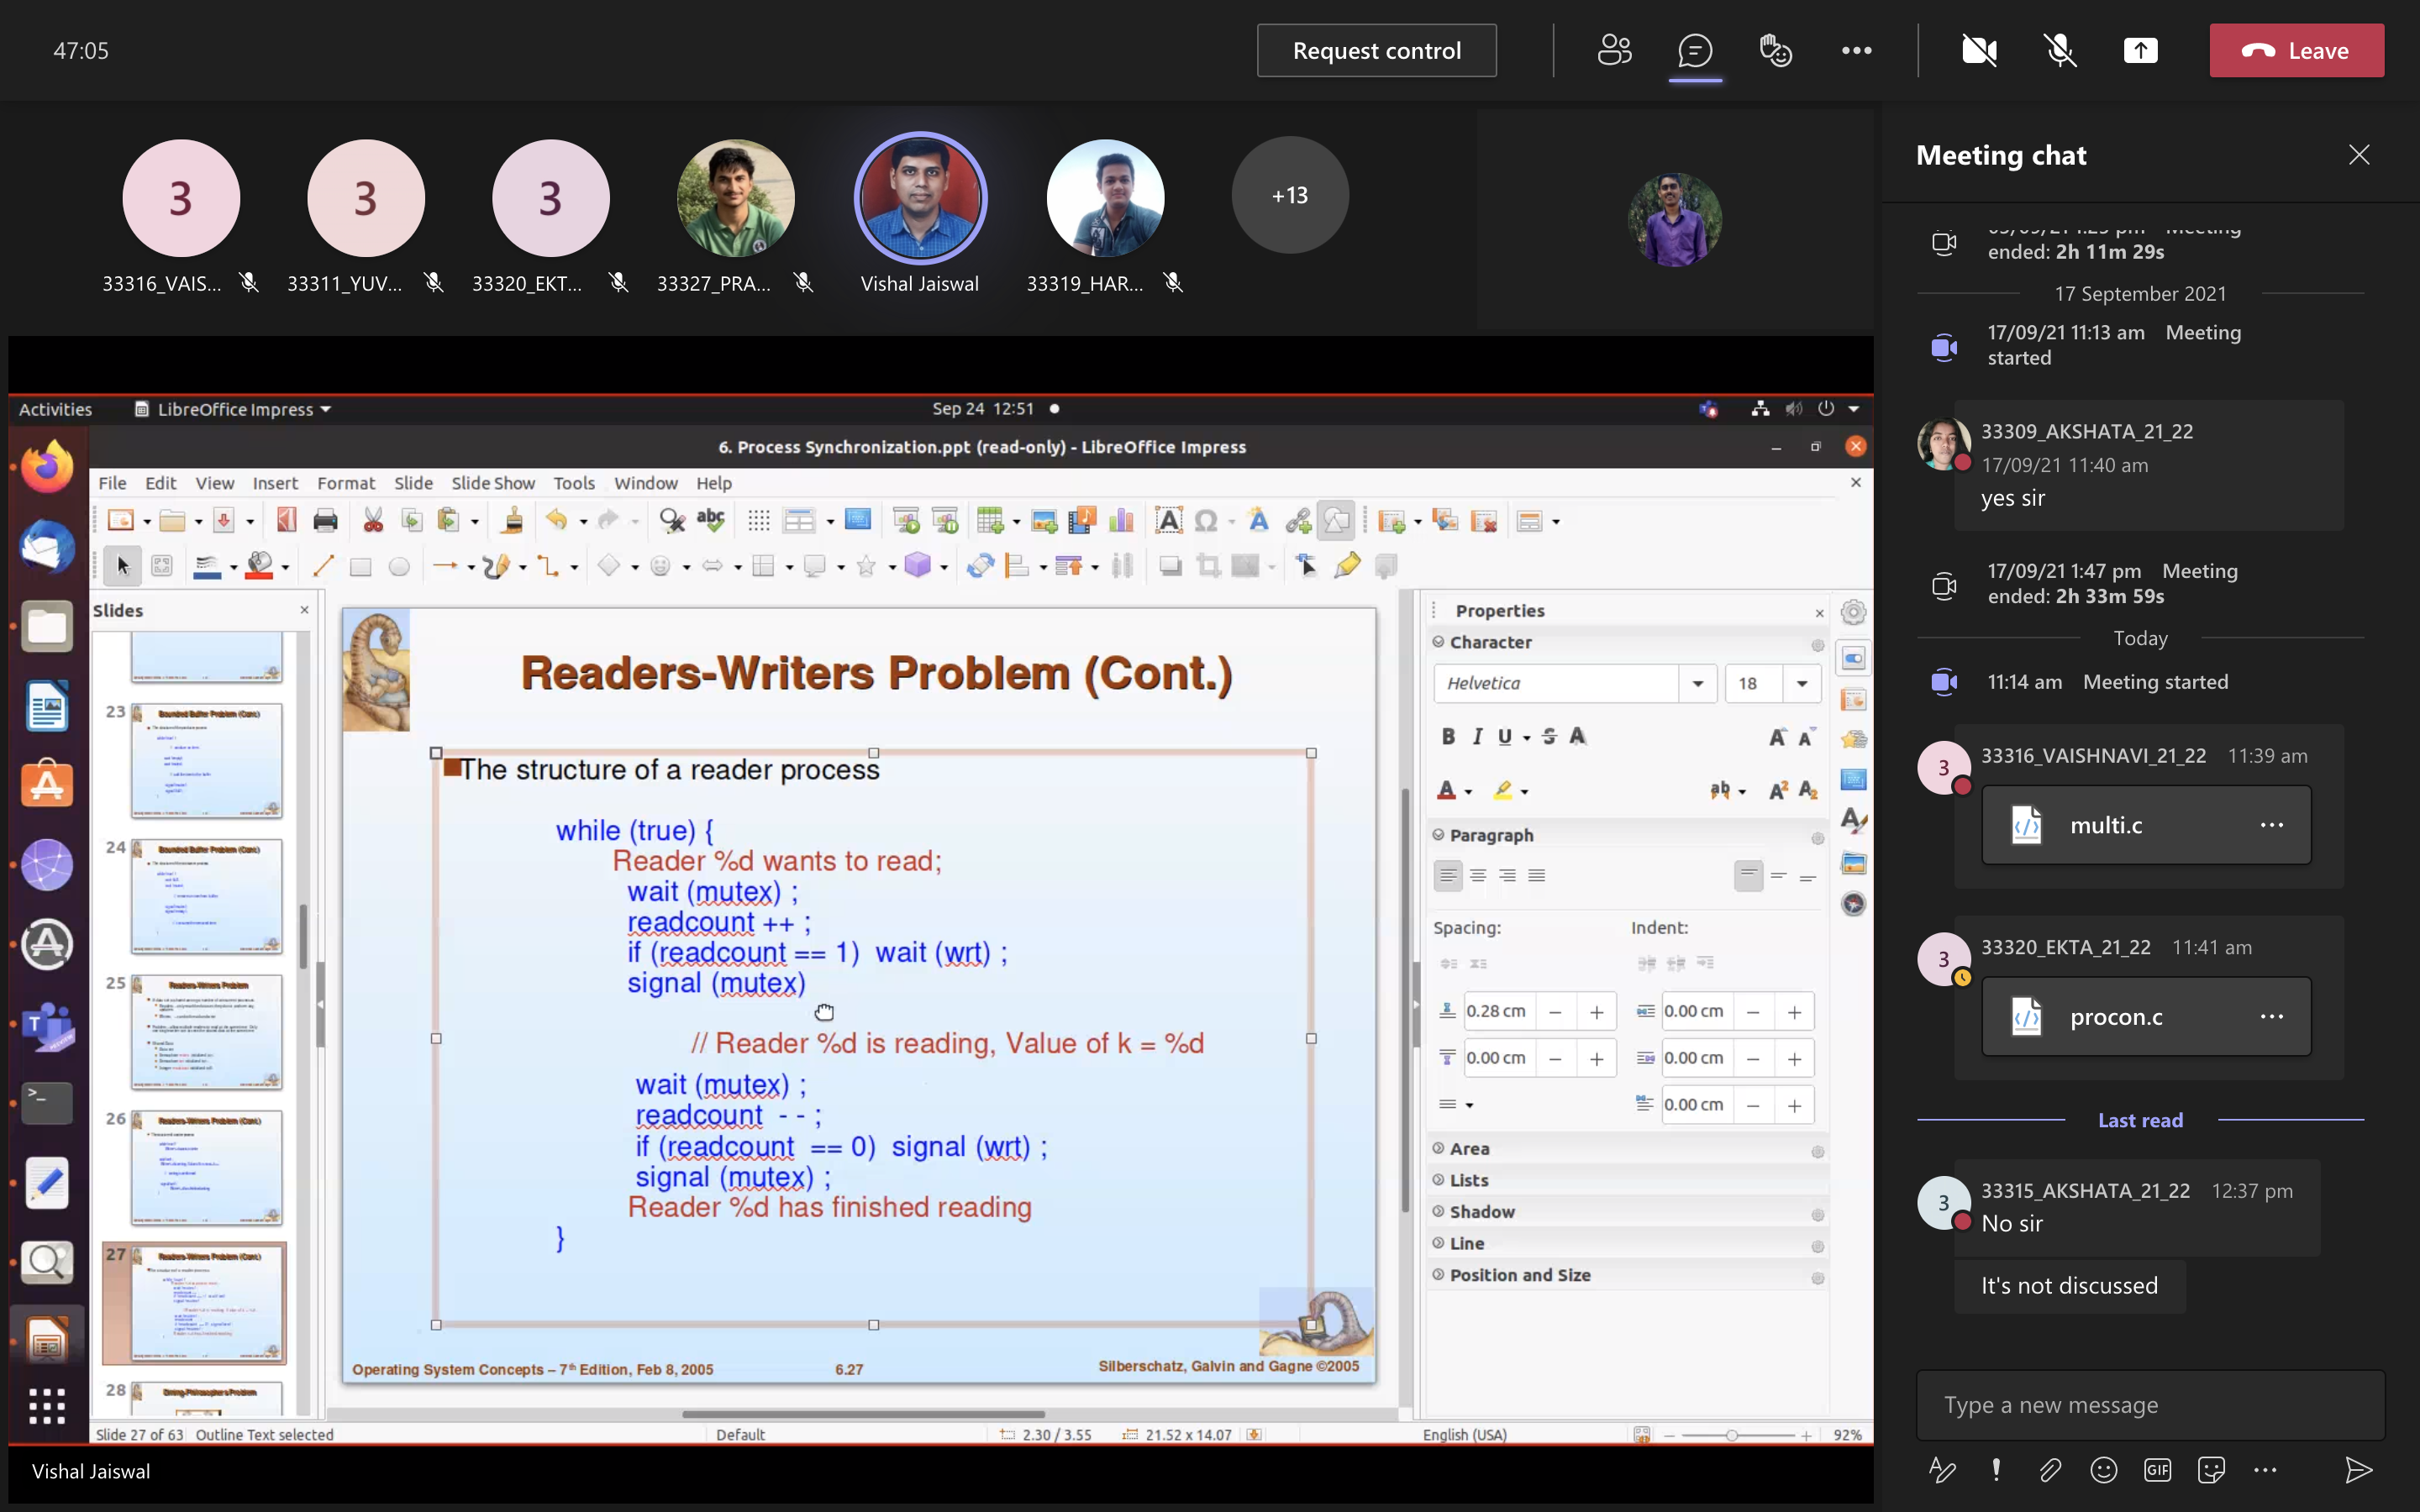 47:05
Request control
Leave
3
3
3
+13
33316_VAIS...
33311_YUV...
33320_EKT...
33327_PRA...
Vishal Jaiswal
33319_HAR...
Activities
LibreOffice Impress
Sep 24 12:51
6. Process Synchronization.ppt (read-only) - LibreOffice Impress
File Edit View Insert Format Slide Slide Show Tools Window Help
Slides
23
24
25
26
27
28
Readers-Writers Problem (Cont.)
The structure of a reader process
while (true) {
Reader %d wants to read;
wait (mutex) ;
readcount ++ ;
if (readcount == 1) wait (wrt) ;
signal (mutex)
// Reader %d is reading, Value of k = %d
wait (mutex) ;
readcount - - ;
if (readcount == 0) signal (wrt) ;
signal (mutex) ;
Reader %d has finished reading
}
Operating System Concepts – 7th Edition, Feb 8, 2005
6.27
Silberschatz, Galvin and Gagne ©2005
Properties
Character
Helvetica
18
Paragraph
Spacing:
Indent:
0.28 cm
0.00 cm
0.00 cm
0.00 cm
0.00 cm
Area
Lists
Shadow
Line
Position and Size
Slide 27 of 63
Outline Text selected
Default
2.30 / 3.55
21.52 x 14.07
English (USA)
92%
Vishal Jaiswal
Meeting chat
ended: 2h 11m 29s
17 September 2021
17/09/21 11:13 am Meeting
started
33309_AKSHATA_21_22
17/09/21 11:40 am
yes sir
17/09/21 1:47 pm Meeting
ended: 2h 33m 59s
Today
11:14 am Meeting started
3
33316_VAISHNAVI_21_22 11:39 am
multi.c
3
33320_EKTA_21_22 11:41 am
procon.c
Last read
3
33315_AKSHATA_21_22 12:37 pm
No sir
It's not discussed
Type a new message
GIF